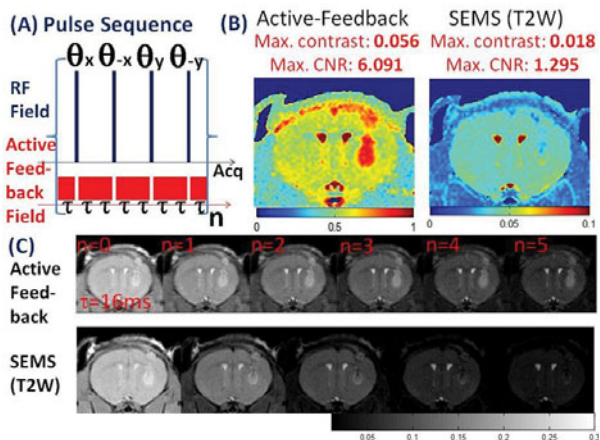 (A) Pulse Sequence
θx θ-x θy θ-y
RF
Field
Active
Feed-
back
Field
Acq
τ τ τ τ τ τ τ τ
n
(B) Active-Feedback SEMS (T2W)
Max. contrast: 0.056 Max. contrast: 0.018
Max. CNR: 6.091 Max. CNR: 1.295
0 0.5 1 0 0.05 0.1
(C)
n=0 n=1 n=2 n=3 n=4 n=5
Active
Feed-
back
τ=16ms
SEMS
(T2W)
0.05 0.1 0.15 0.2 0.25 0.3